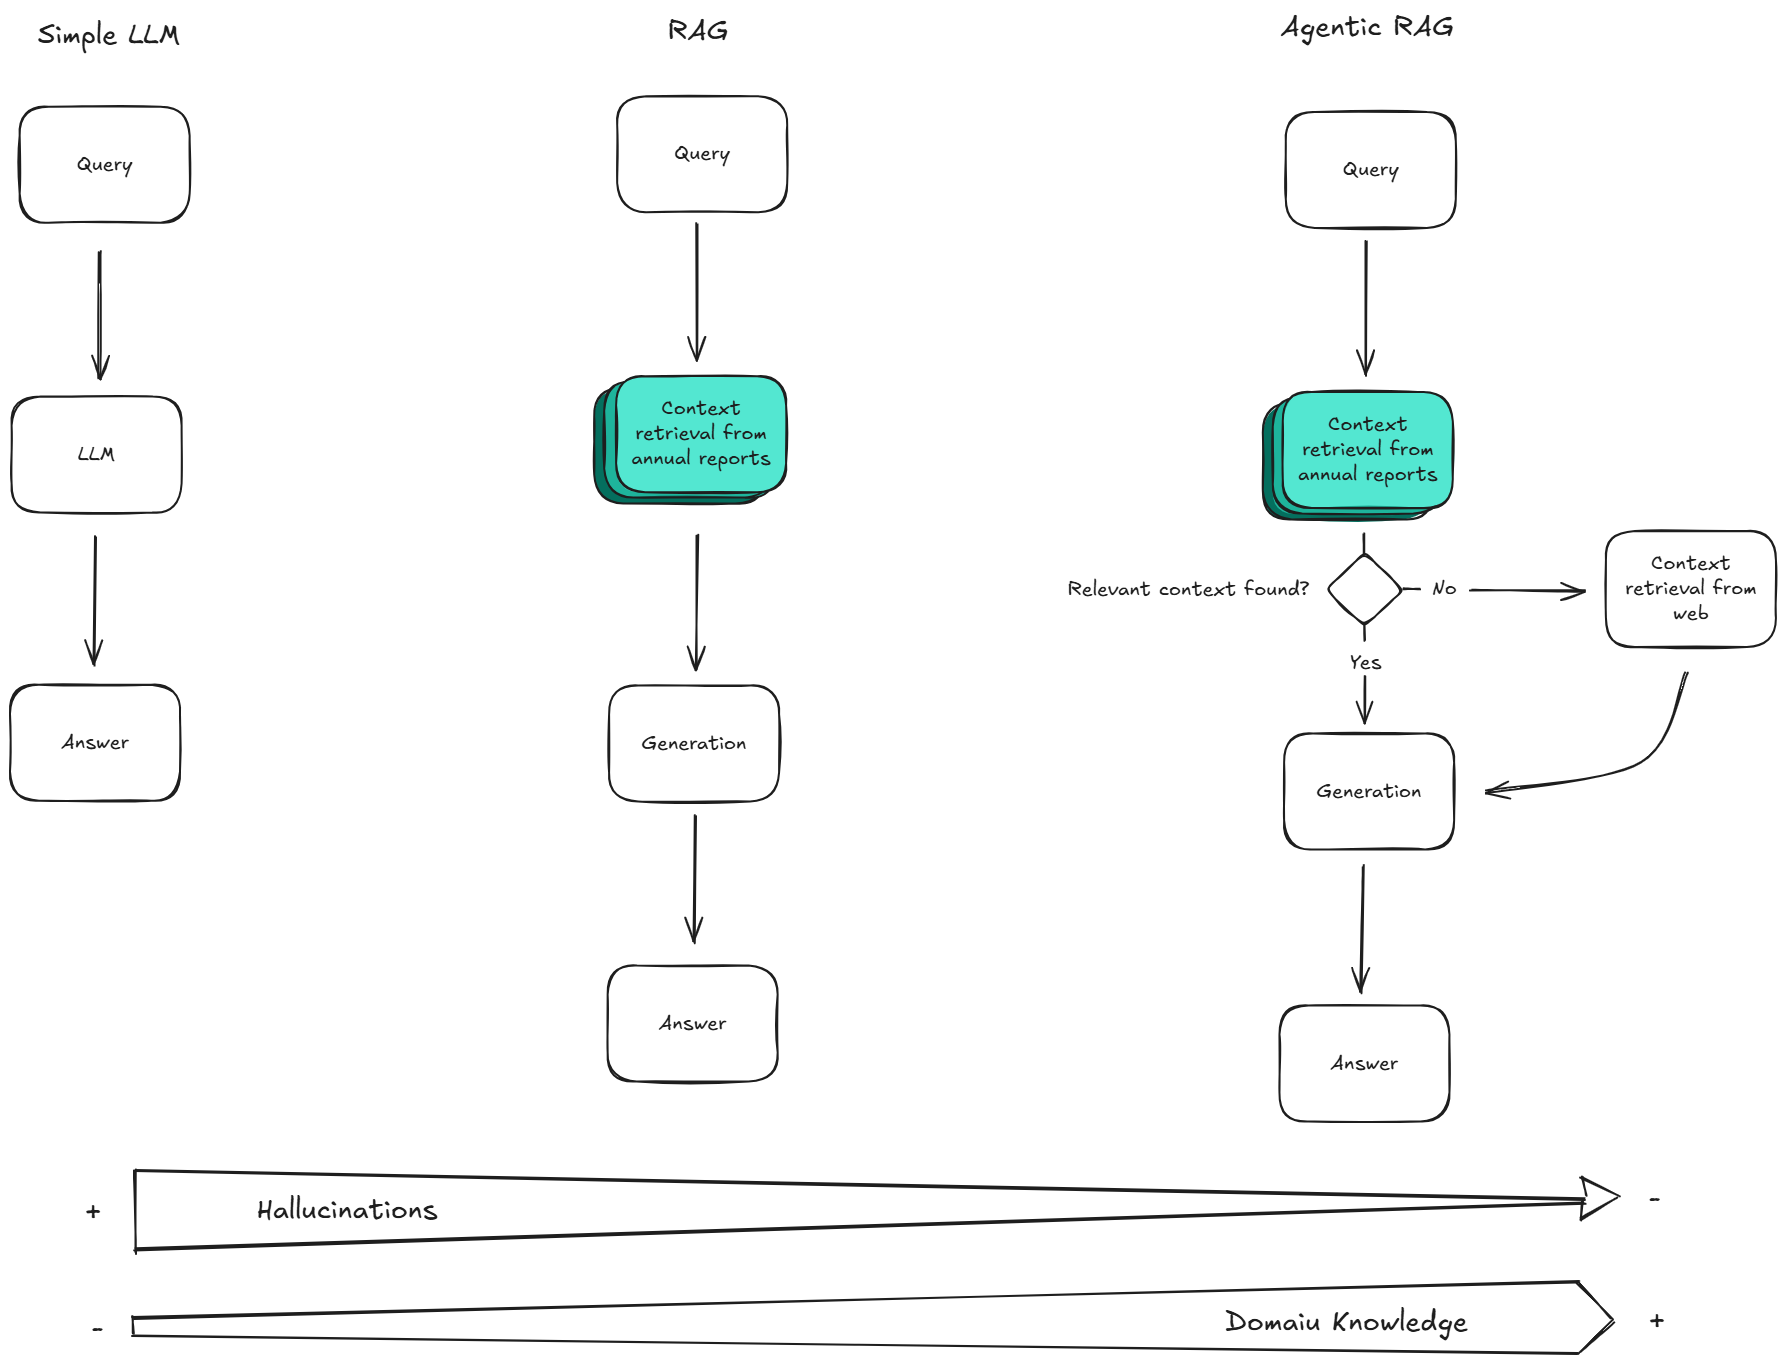 Simple LLM
Query
LLM
Answer
RAG
Query
Context
retrieval from
annual reports
Generation
Answer
Agentic RAG
Query
Context
retrieval from
annual reports
Relevant context found?
No
Context
retrieval from
web
Yes
Generation
Answer
+
Hallucinations
-
-
Domaiu Knowledge
+